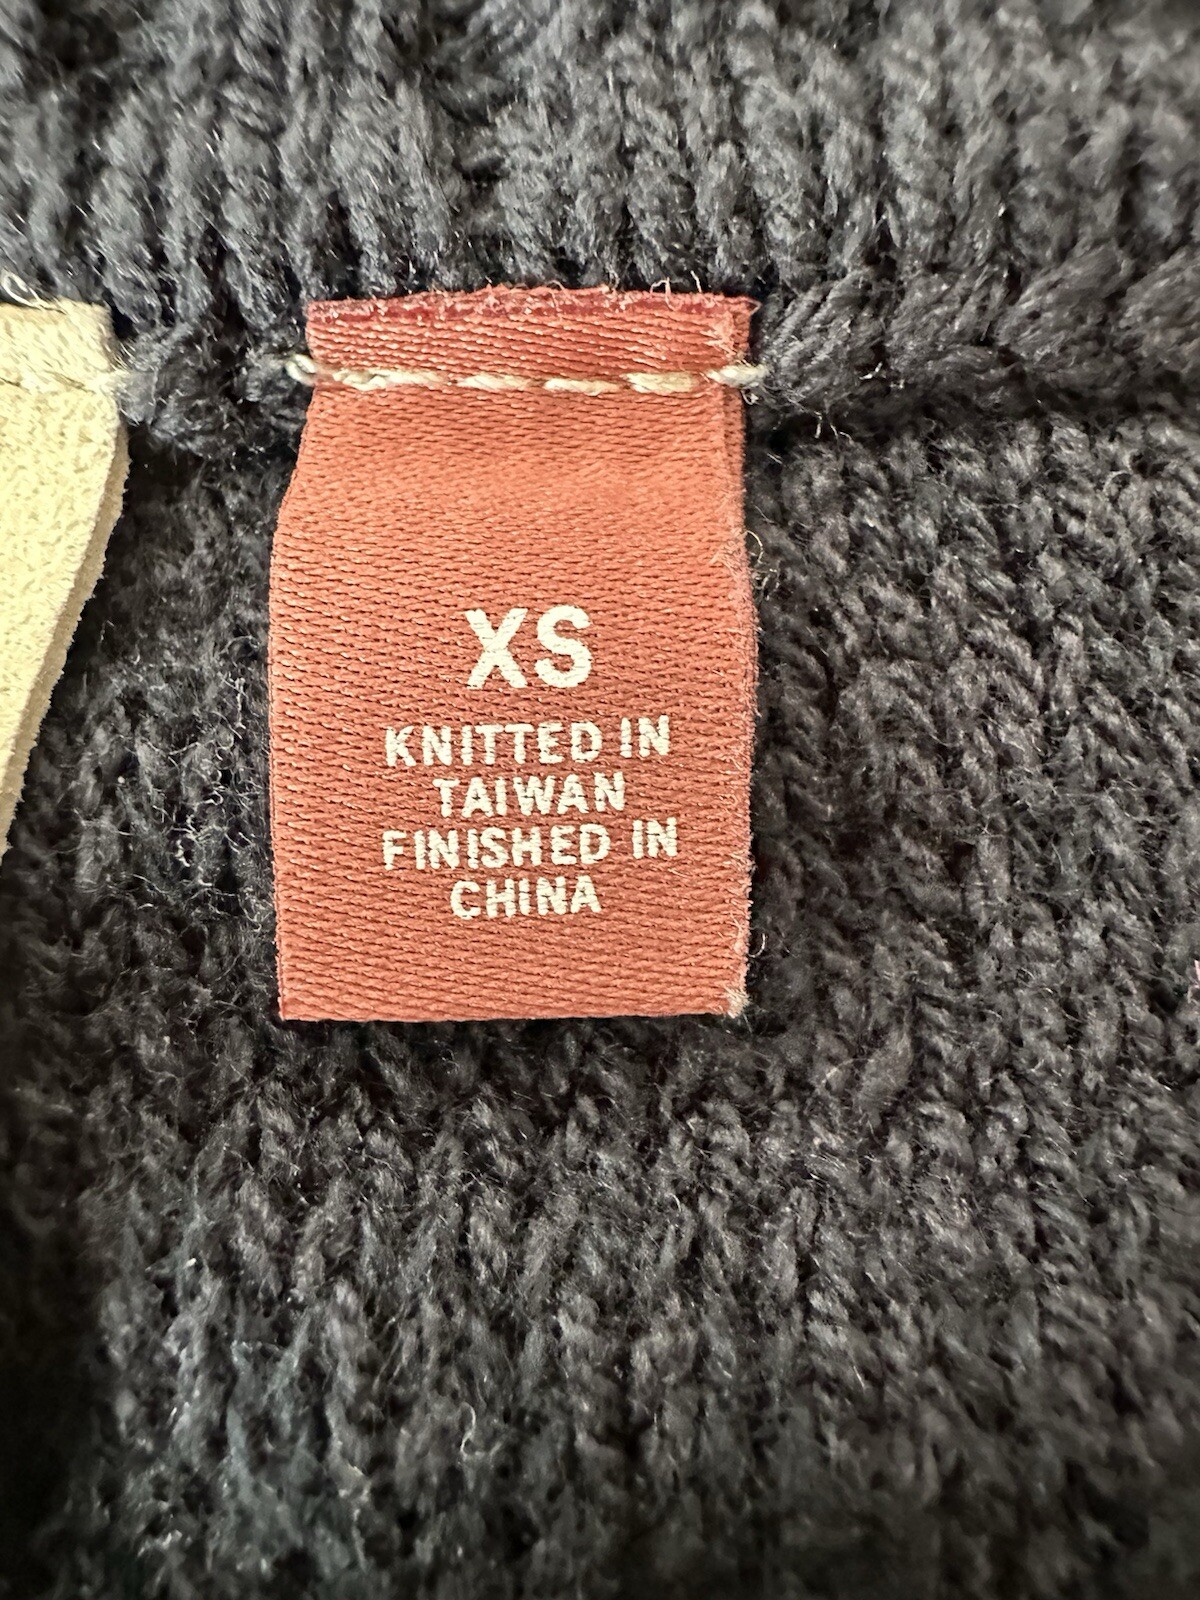 XS
KNITTED IN
TAIWAN
FINISHED IN
CHINA